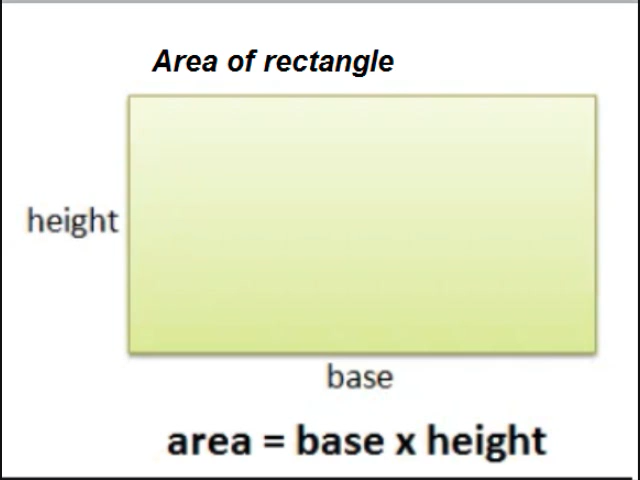 Area of rectangle
height
base
area = base x height